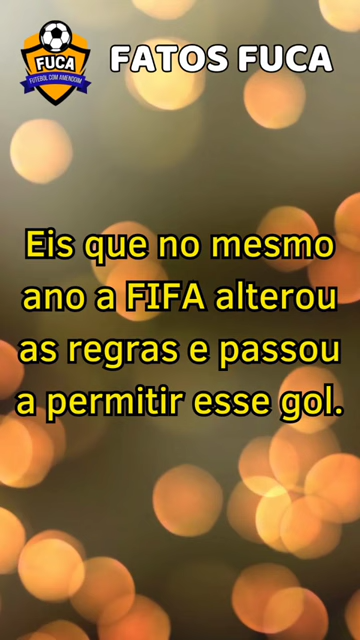 FUCA
FUTEBOL COM AMENDOIM
FATOS FUCA
Eis que no mesmo
ano a FIFA alterou
as regras e passou
a permitir esse gol.